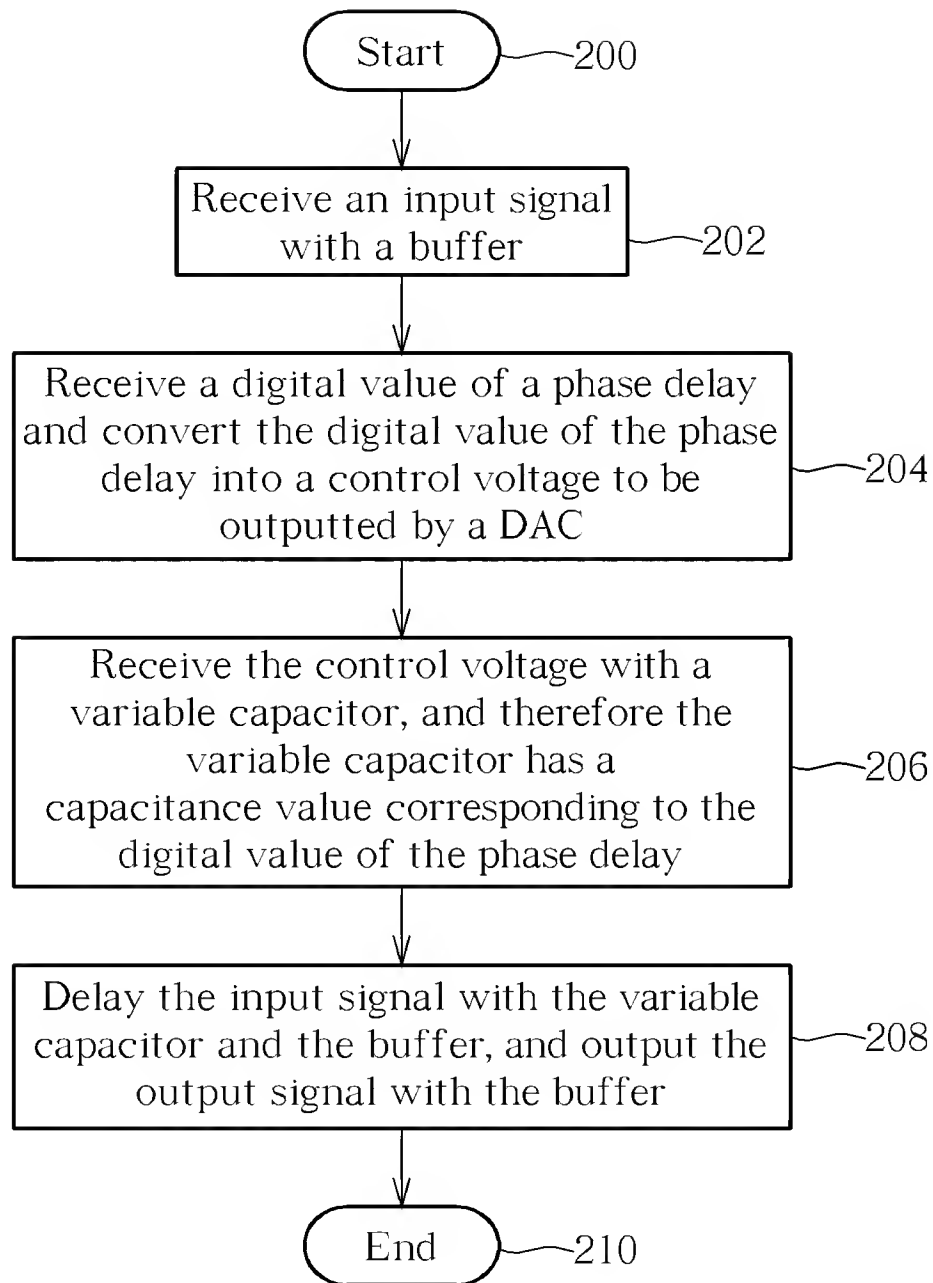 Start
200
Receive an input signal
with a buffer
202
Receive a digital value of a phase delay
and convert the digital value of the phase
delay into a control voltage to be
outputted by a DAC
204
Receive the control voltage with a
variable capacitor, and therefore the
variable capacitor has a
capacitance value corresponding to the
digital value of the phase delay
206
Delay the input signal with the variable
capacitor and the buffer, and output the
output signal with the buffer
208
End
210